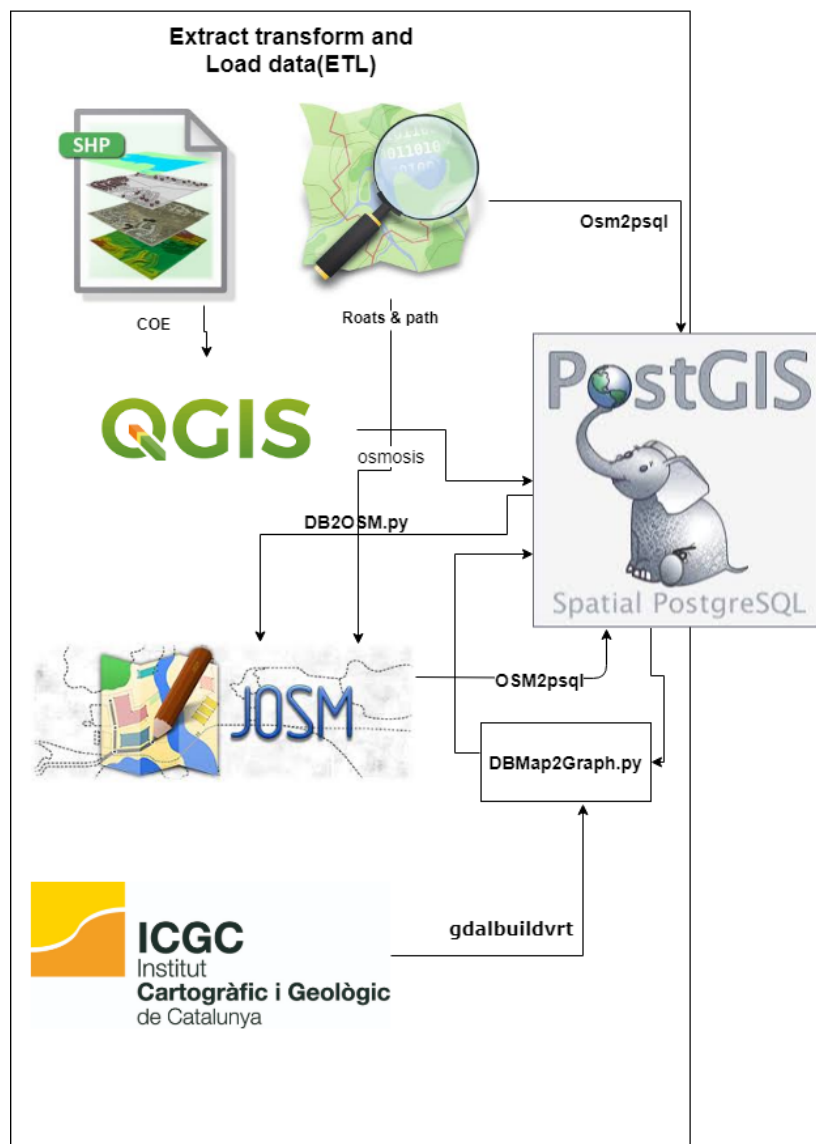 Extract transform and
Load data(ETL)
SHP
011010
Osm2psql
COE
Roats & path
PostGIS
QGIS
osmosis
DB2OSM.py
Spatial PostgreSQL
JOSM
OSM2psql
DBMap2Graph.py
ICGC
Institut
Cartogràfic i Geològic
de Catalunya
gdalbuildvrt